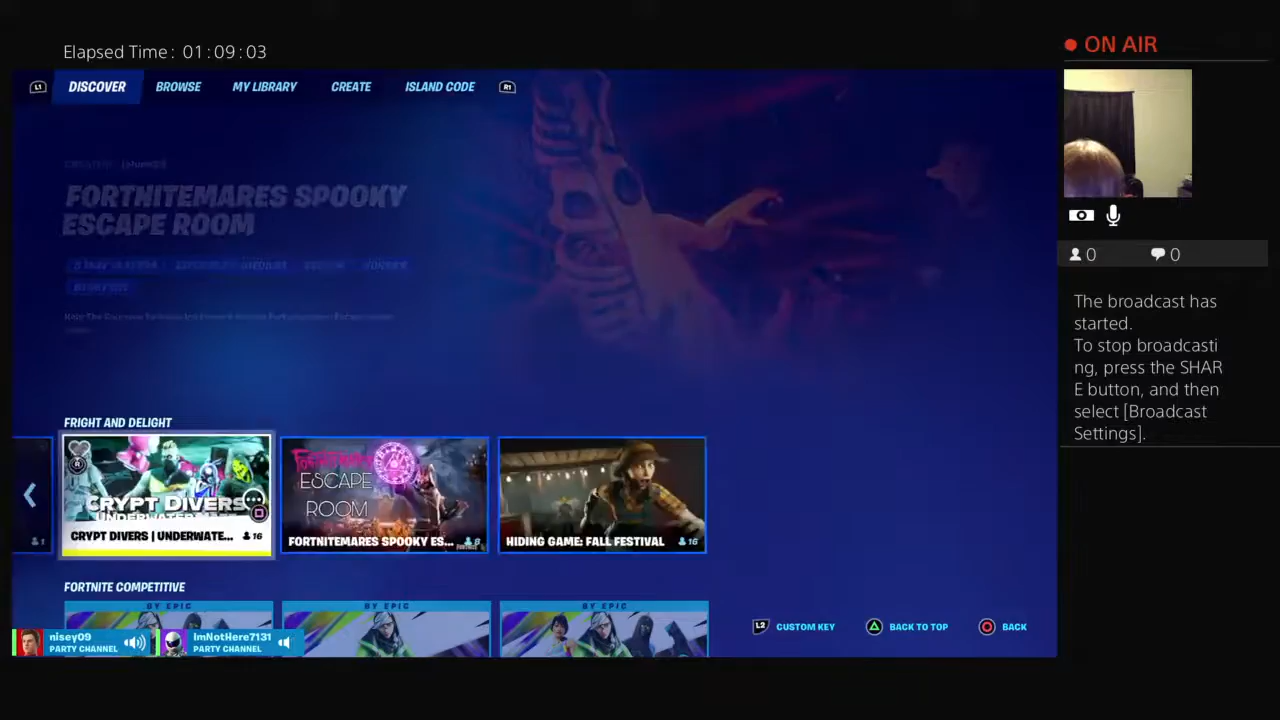 Elapsed Time: 01:09:03
ON AIR
L1
DISCOVER
BROWSE
MY LIBRARY
CREATE
ISLAND CODE
R1
FORTNITEMARES SPOOKY
ESCAPE ROOM
0
0
The broadcast has
started.
To stop broadcasti
ng, press the SHAR
E button, and then
select [Broadcast
Settings].
FRIGHT AND DELIGHT
1
R
CRYPT DIVERS
CRYPT DIVERS | UNDERWATE...
16
ESCAPE
ROOM
FORTNITEMARES SPOOKY ES...
8
HIDING GAME: FALL FESTIVAL
16
FORTNITE COMPETITIVE
BY EPIC
BY EPIC
BY EPIC
L2
CUSTOM KEY
BACK TO TOP
BACK
nisey09
PARTY CHANNEL
ImNotHere7131
PARTY CHANNEL